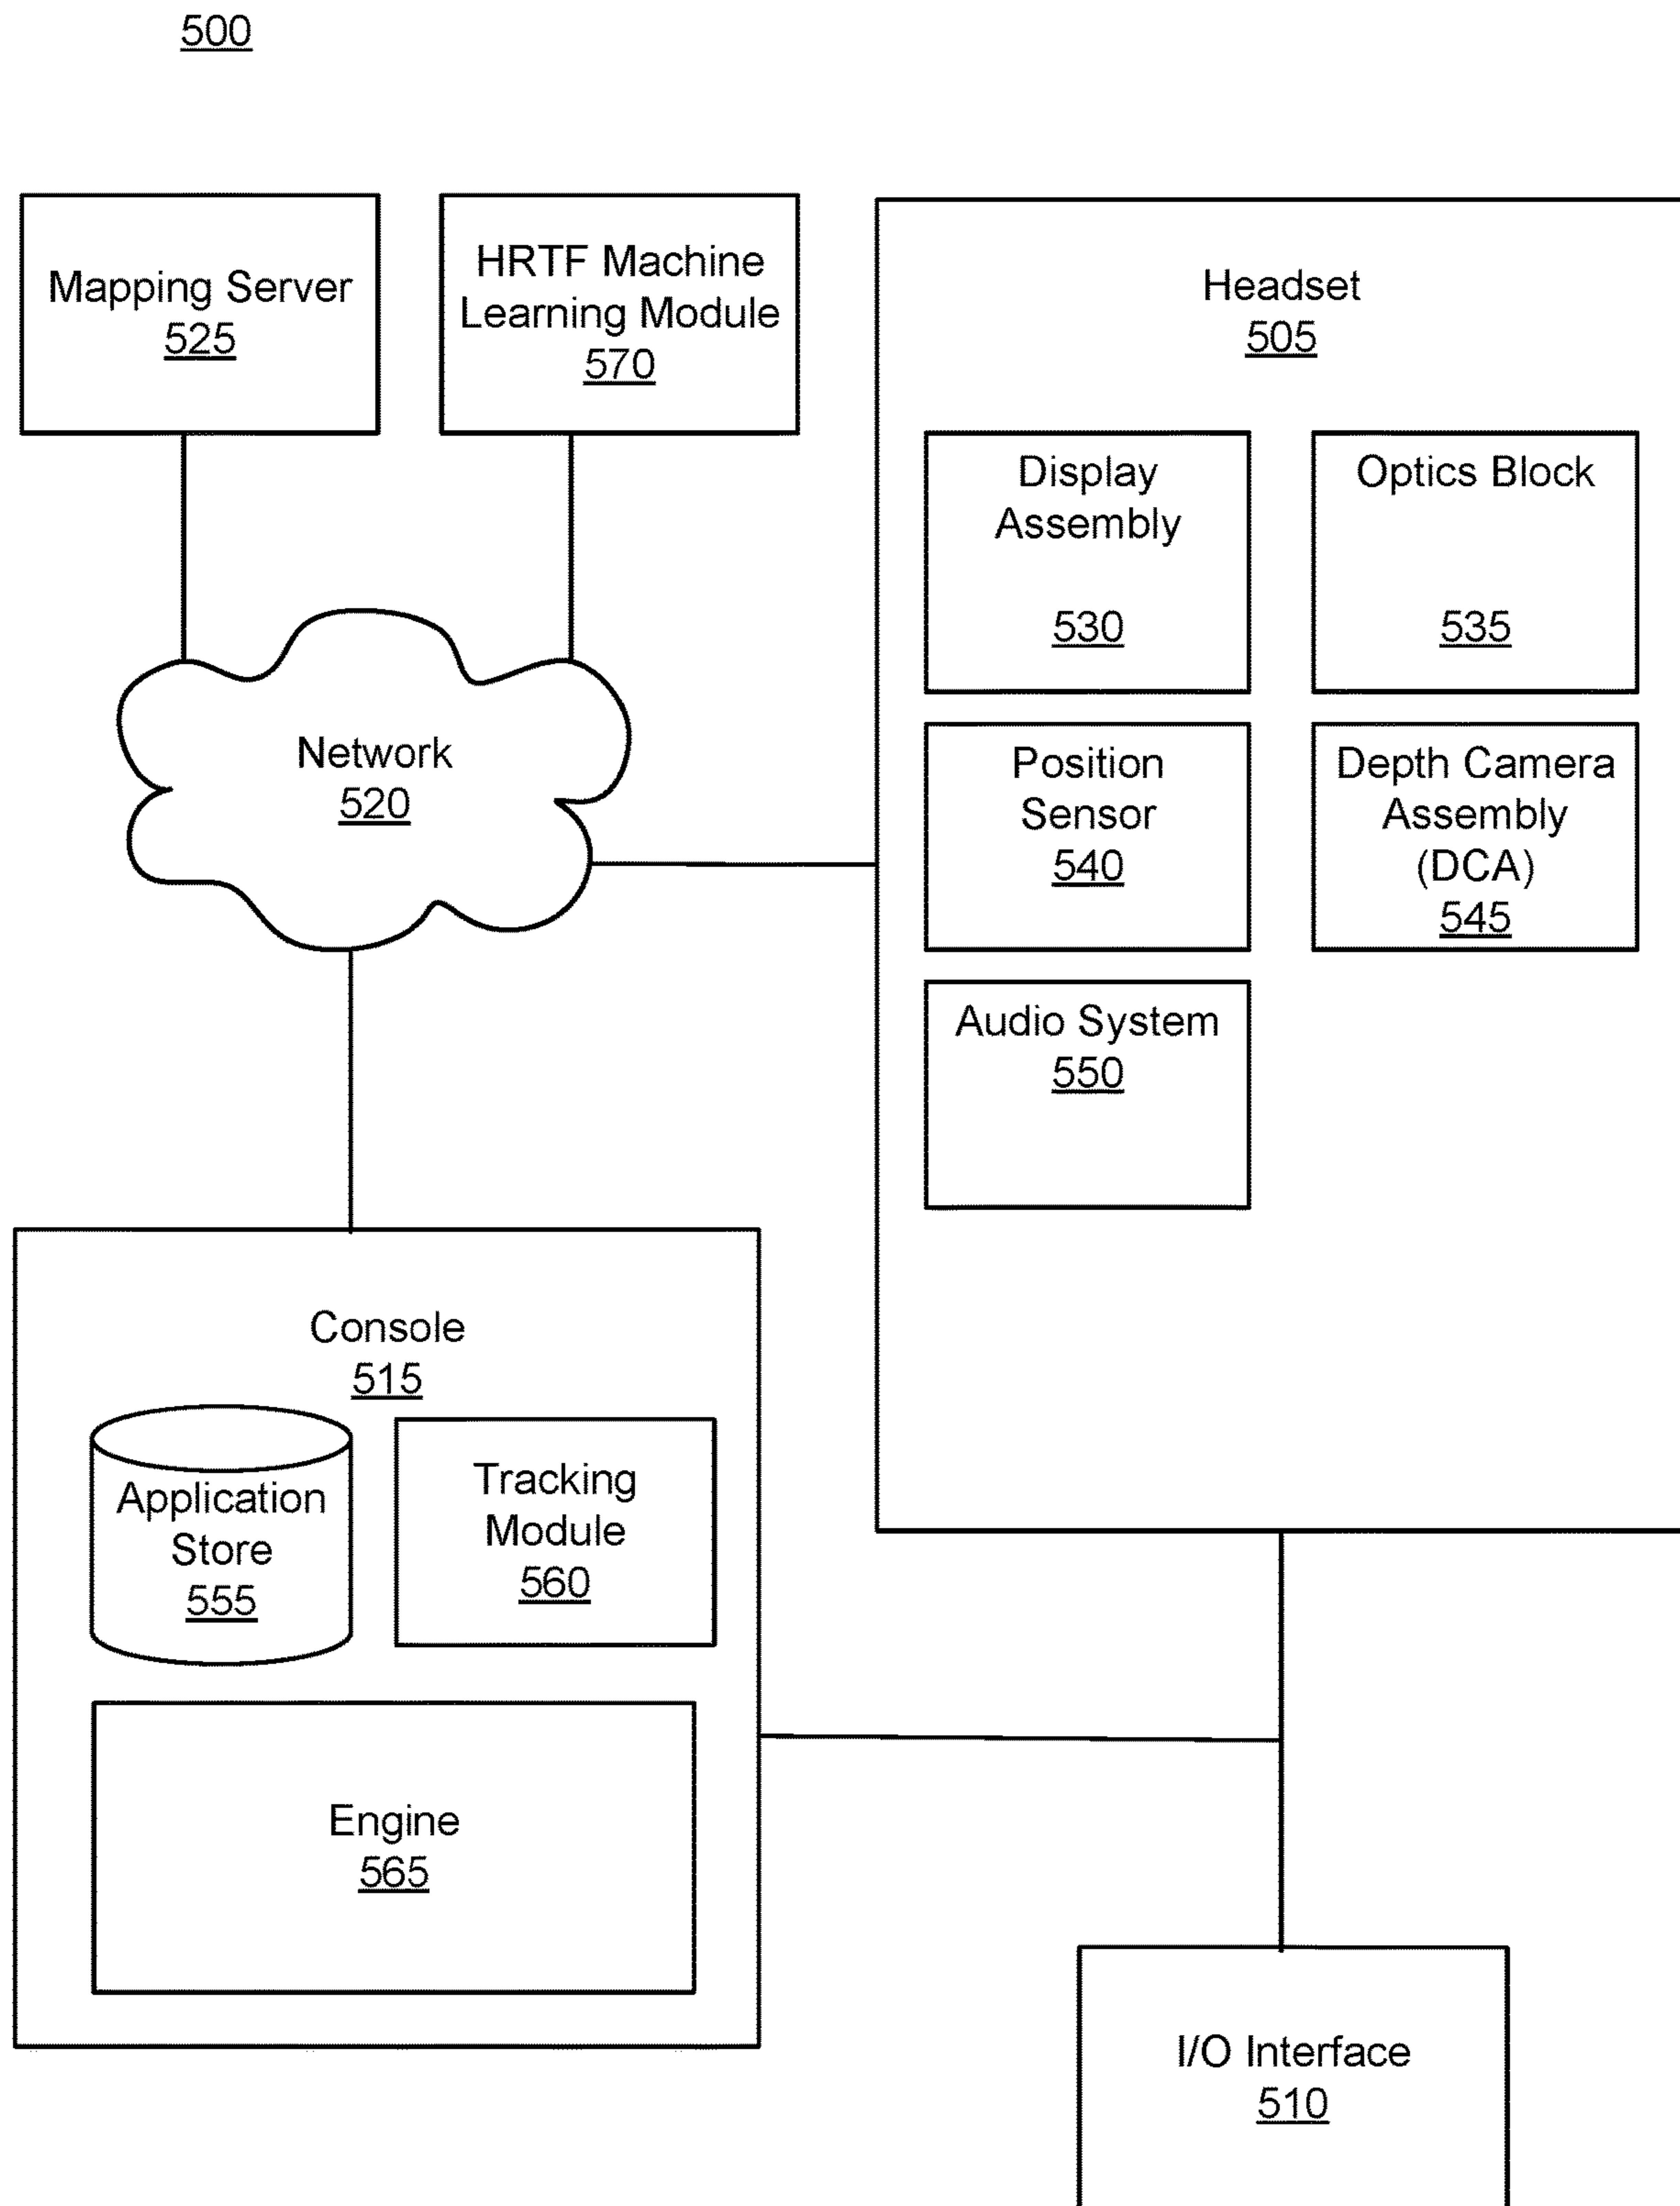 500
Mapping Server
525
HRTF Machine
Learning Module
570
Headset
505
Display
Assembly
530
Optics Block
535
Position
Sensor
540
Depth Camera
Assembly
(DCA)
545
Audio System
550
Network
520
Console
515
Application
Store
555
Tracking
Module
560
Engine
565
I/O Interface
510